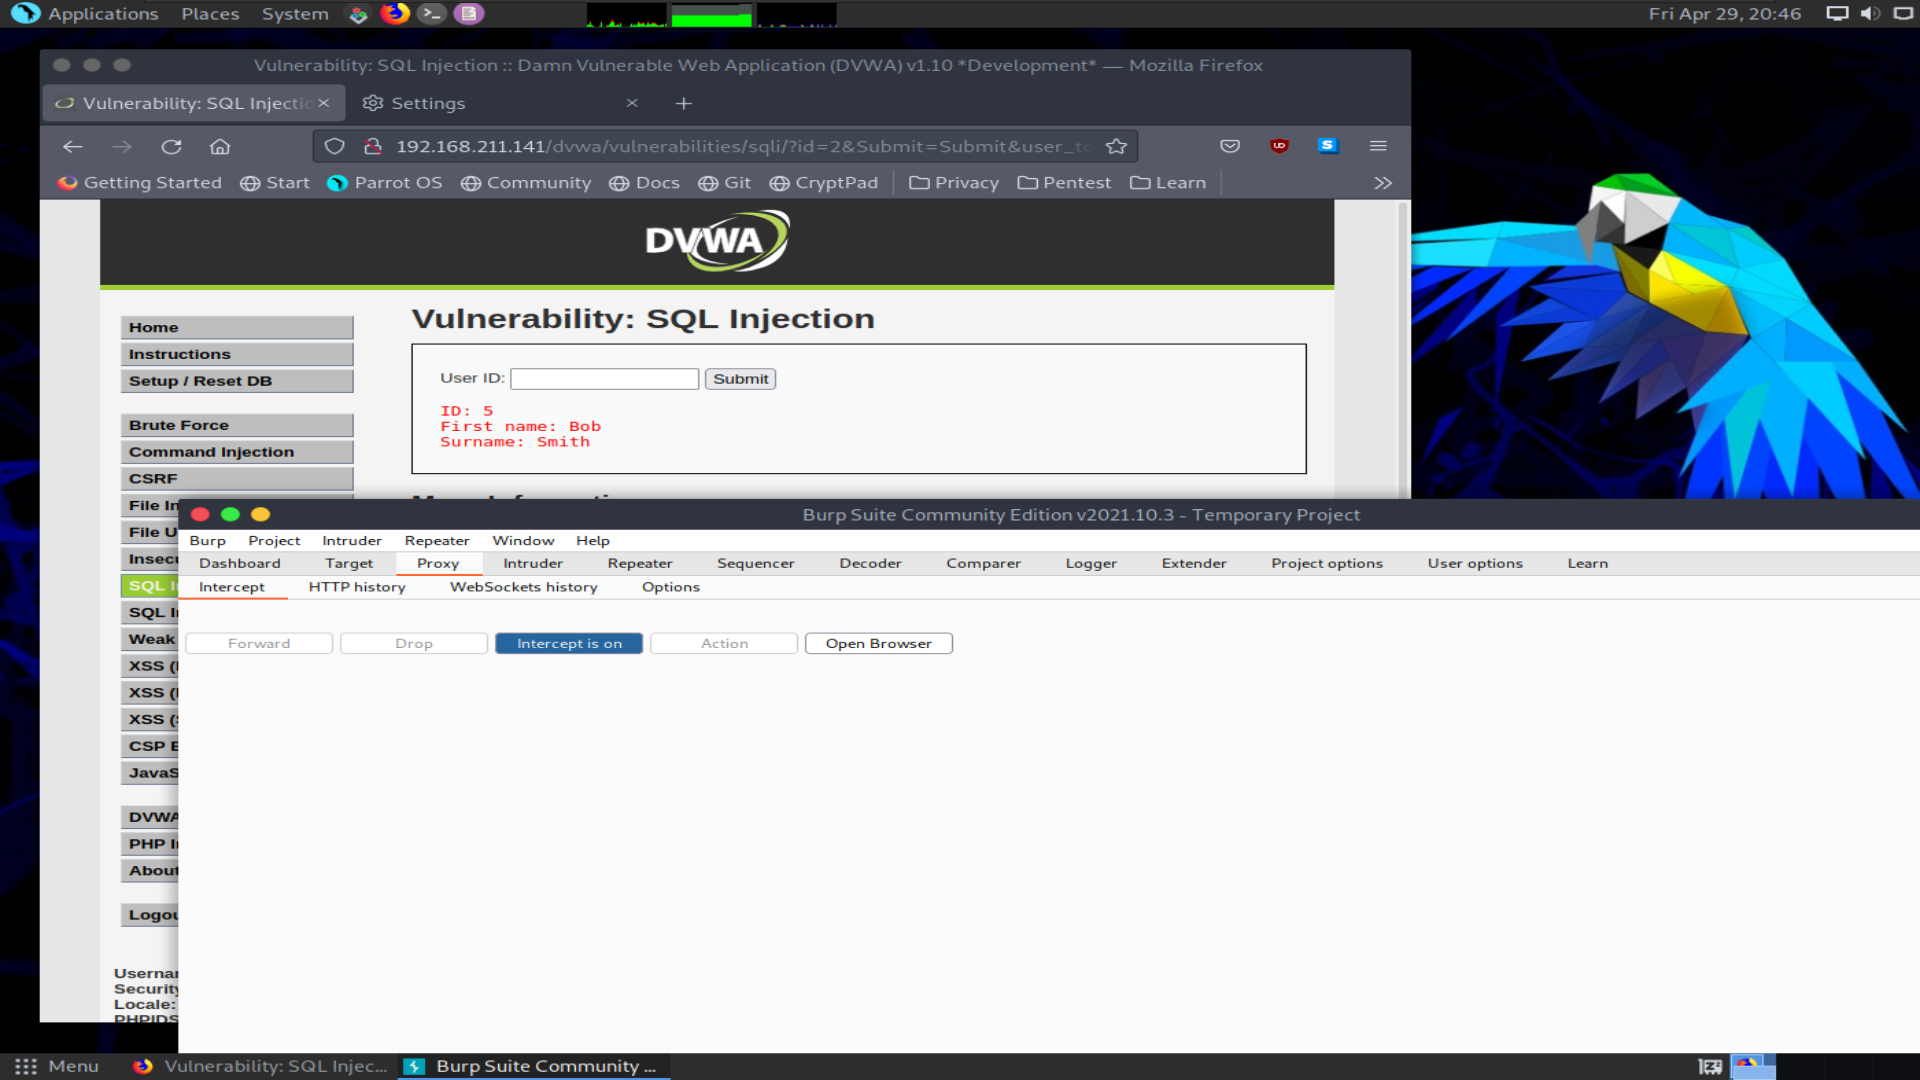 Applications Places System Fri Apr 29, 20:46
Vulnerability: SQL Injection :: Damn Vulnerable Web Application (DVWA) v1.10 *Development* — Mozilla Firefox
Vulnerability: SQL Injectio Settings
192.168.211.141/dvwa/vulnerabilities/sqli/?id=2&Submit=Submit&user_to
Getting Started Start Parrot OS Community Docs Git CryptPad Privacy Pentest Learn
DVWA
Vulnerability: SQL Injection
Home
Instructions
Setup / Reset DB
Brute Force
Command Injection
CSRF
File In
File U
Insec
SQL I
SQL I
Weak
XSS (
XSS (
XSS (
CSP B
JavaS
DVWA
PHP I
About
Logou
Userna
Security
Locale:
PHPIDS
User ID: Submit
ID: 5
First name: Bob
Surname: Smith
Burp Suite Community Edition v2021.10.3 - Temporary Project
Burp Project Intruder Repeater Window Help
Dashboard Target Proxy Intruder Repeater Sequencer Decoder Comparer Logger Extender Project options User options Learn
Intercept HTTP history WebSockets history Options
Forward Drop Intercept is on Action Open Browser
Menu Vulnerability: SQL Injec... Burp Suite Community ...